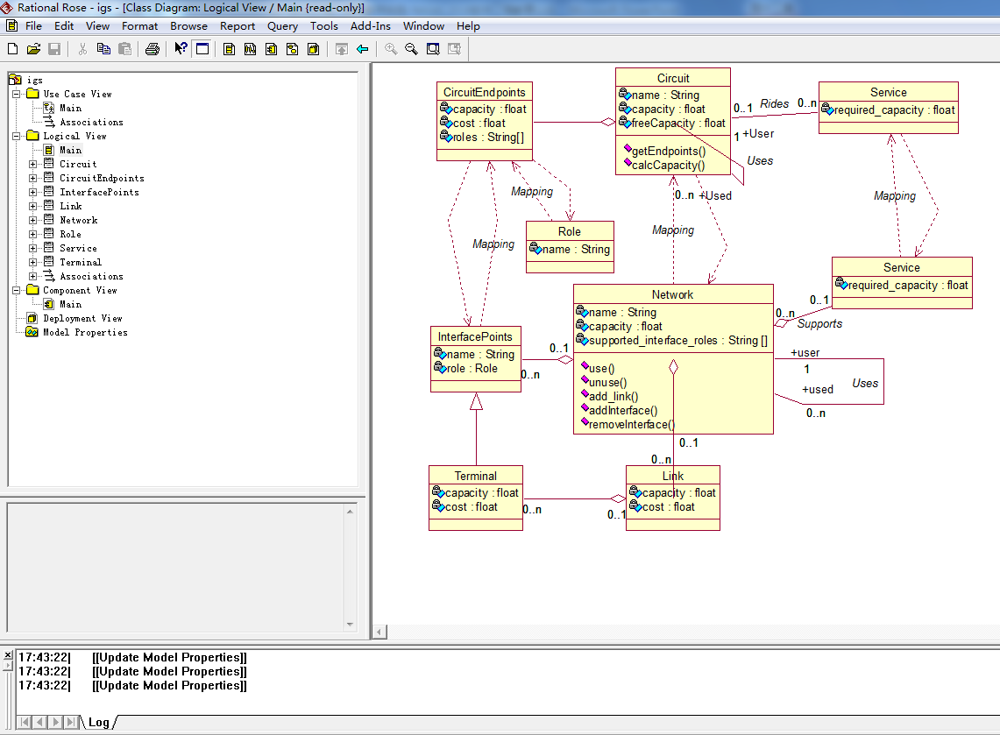 Rational Rose - igs - [Class Diagram: Logical View / Main {read-only}]
File Edit View Format Browse Report Query Tools Add-Ins Window Help
igs
Use Case View
Main
Associations
Logical View
Main
Circuit
CircuitEndpoints
InterfacePoints
Link
Network
Role
Service
Terminal
Associations
Component View
Main
Deployment View
Model Properties
CircuitEndpoints
capacity : float
cost : float
roles : String[]
Circuit
name : String
capacity : float
freeCapacity : float
getEndpoints()
calcCapacity()
0..1 Rides 0..n
1 +User
Uses
0..n +Used
Service
required_capacity : float
Mapping
Mapping
Mapping
Mapping
Role
name : String
Service
required_capacity : float
0..1
0..n
Supports
Network
name : String
capacity : float
supported_interface_roles : String []
use()
unuse()
add_link()
addInterface()
removeInterface()
+user
1
+used
Uses
0..n
InterfacePoints
name : String
role : Role
0..1
0..n
0..1
0..n
Terminal
capacity : float
cost : float
0..n
0..1
Link
capacity : float
cost : float
17:43:22| [[Update Model Properties]]
17:43:22| [[Update Model Properties]]
17:43:22| [[Update Model Properties]]
Log